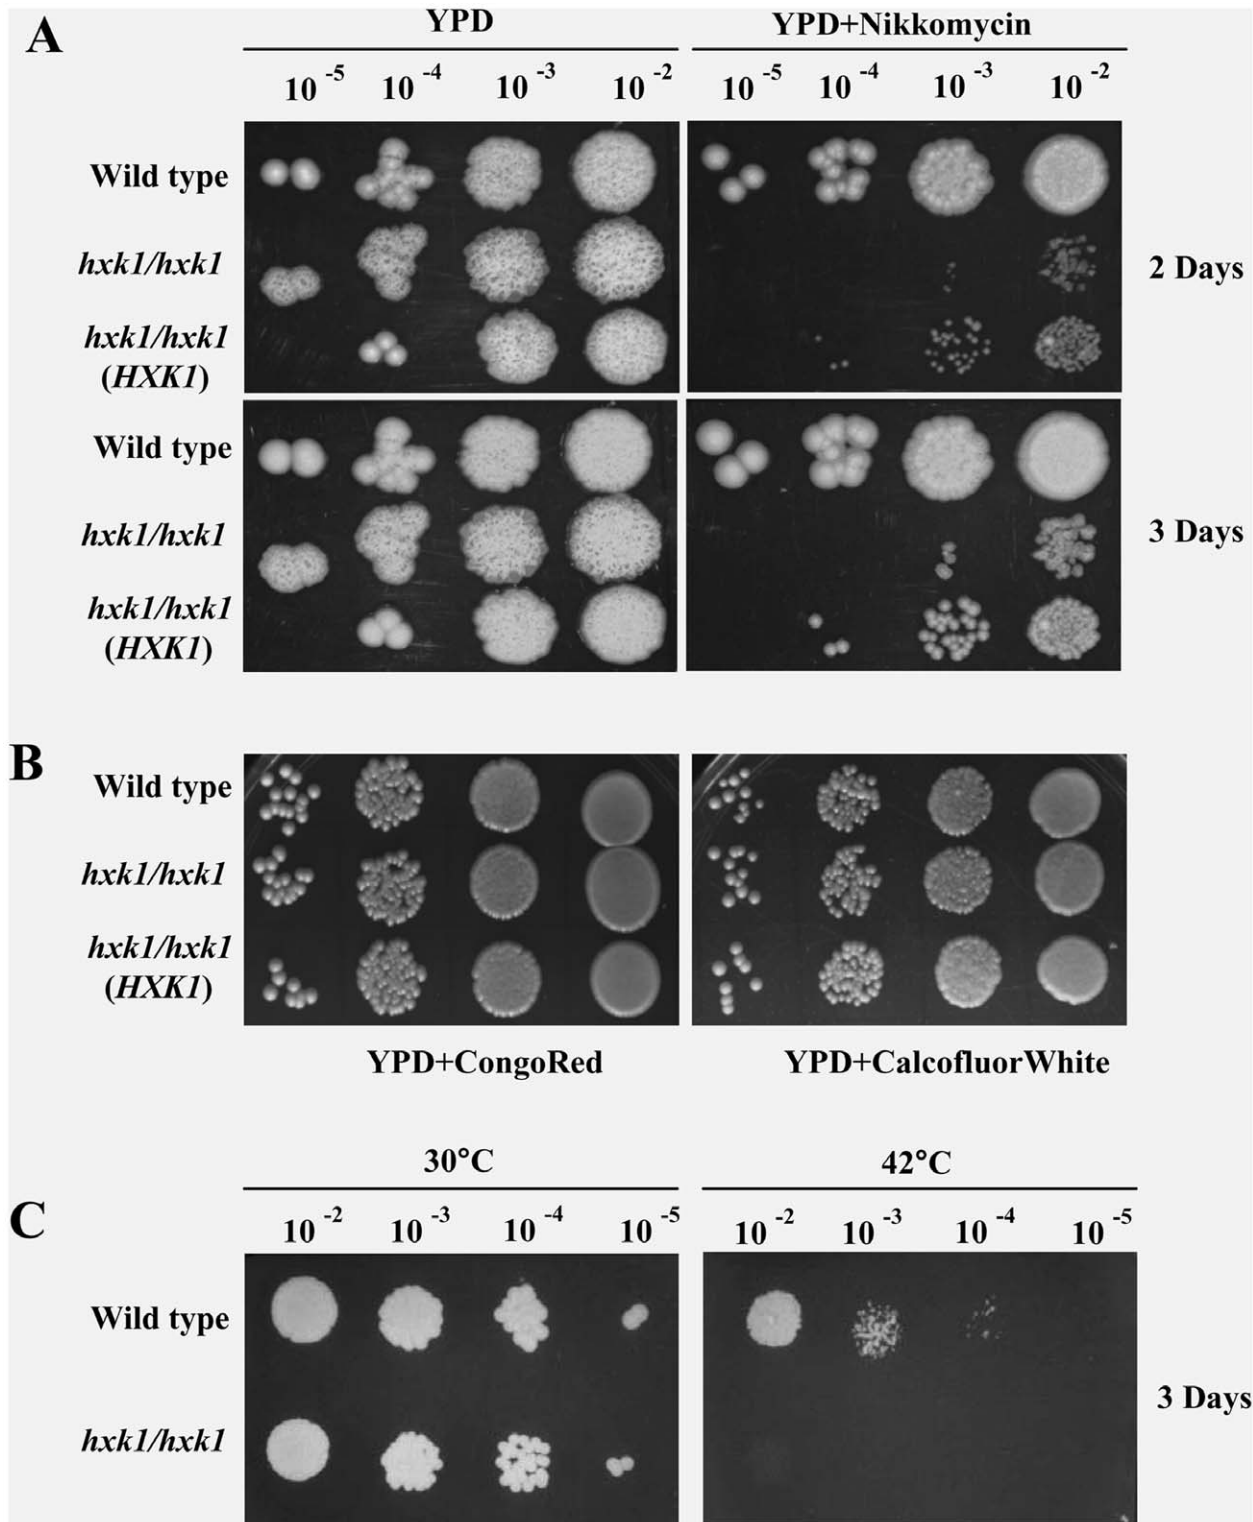 A
YPD
YPD+Nikkomycin
10 -5 10 -4 10 -3 10 -2
10 -5 10 -4 10 -3 10 -2
Wild type
hxk1/hxk1
hxk1/hxk1
(HXK1)
2 Days
Wild type
hxk1/hxk1
hxk1/hxk1
(HXK1)
3 Days
B
Wild type
hxk1/hxk1
hxk1/hxk1
(HXK1)
YPD+CongoRed
YPD+CalcofluorWhite
30°C
42°C
C
10 -2 10 -3 10 -4 10 -5
10 -2 10 -3 10 -4 10 -5
Wild type
hxk1/hxk1
3 Days